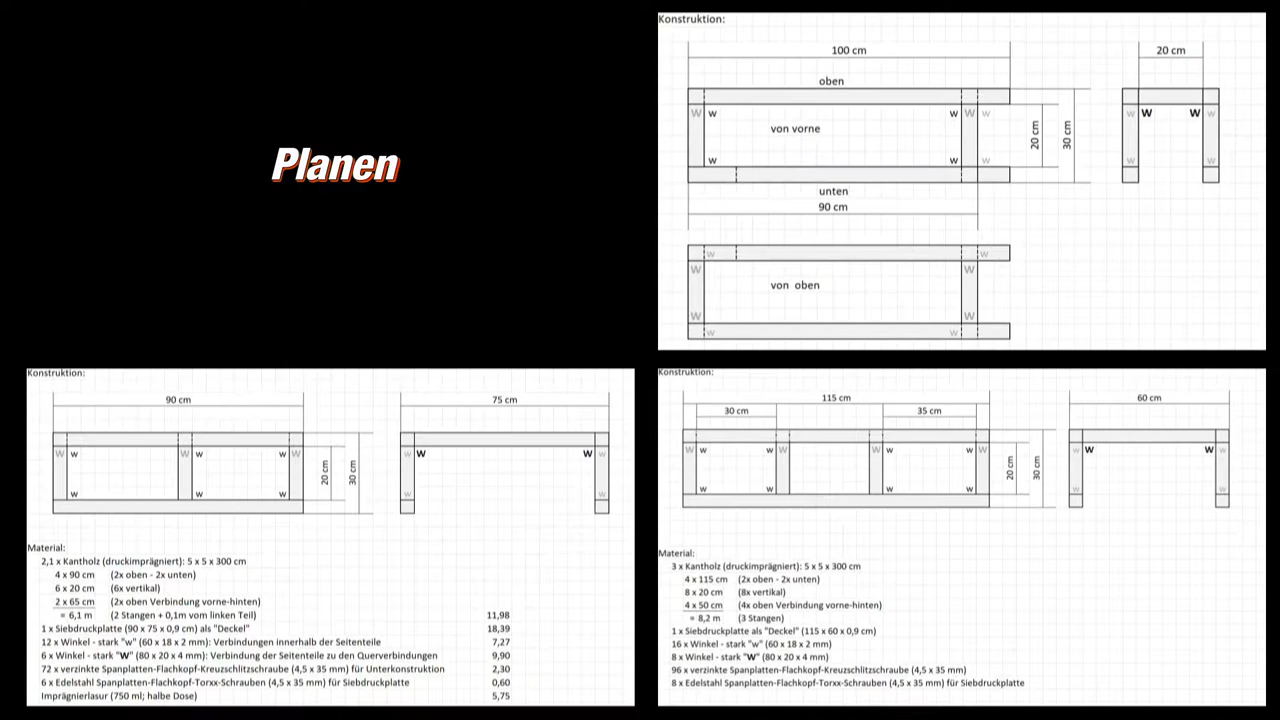 Planen
Konstruktion:
100 cm
20 cm
oben
W w w W w
w W W w
von vorne
20 cm
30 cm
w w w
w w
unten
90 cm
w w
W W
von oben
W W
w w
Konstruktion:
90 cm
75 cm
W w W w w W
w W W w
20 cm
30 cm
w w w
w w
Material:
2,1 x Kantholz (druckimprägniert): 5 x 5 x 300 cm
4 x 90 cm (2x oben - 2x unten)
6 x 20 cm (6x vertikal)
2 x 65 cm (2x oben Verbindung vorne-hinten)
= 6,1 m (2 Stangen + 0,1m vom linken Teil) 11,98
1 x Siebdruckplatte (90 x 75 x 0,9 cm) als "Deckel" 18,39
12 x Winkel - stark "w" (60 x 18 x 2 mm): Verbindungen innerhalb der Seitenteile 7,27
6 x Winkel - stark "W" (80 x 20 x 4 mm): Verbindung der Seitenteile zu den Querverbindungen 9,90
72 x verzinkte Spanplatten-Flachkopf-Kreuzschlitzschraube (4,5 x 35 mm) für Unterkonstruktion 2,30
6 x Edelstahl Spanplatten-Flachkopf-Torxx-Schrauben (4,5 x 35 mm) für Siebdruckplatte 0,60
Imprägnierlasur (750 ml; halbe Dose) 5,75
Konstruktion:
115 cm
60 cm
30 cm
35 cm
W w w W W w w W
w W W w
20 cm
30 cm
w w w w
w w
Material:
3 x Kantholz (druckimprägniert): 5 x 5 x 300 cm
4 x 115 cm (2x oben - 2x unten)
8 x 20 cm (8x vertikal)
4 x 50 cm (4x oben Verbindung vorne-hinten)
= 8,2 m (3 Stangen)
1 x Siebdruckplatte als "Deckel" (115 x 60 x 0,9 cm)
16 x Winkel - stark "w" (60 x 18 x 2 mm)
8 x Winkel - stark "W" (80 x 20 x 4 mm)
96 x verzinkte Spanplatten-Flachkopf-Kreuzschlitzschraube (4,5 x 35 mm)
8 x Edelstahl Spanplatten-Flachkopf-Torxx-Schrauben (4,5 x 35 mm) für Siebdruckplatte